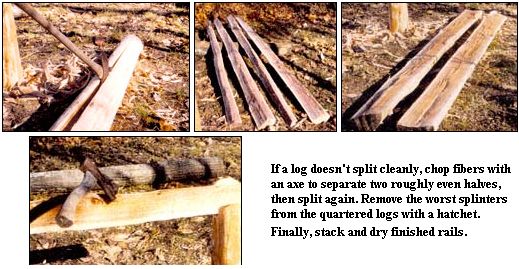 If a log doesn't split cleanly, chop fibers with
an axe to separate two roughly even halves,
then split again. Remove the worst splinters
from the quartered logs with a hatchet.
Finally, stack and dry finished rails.